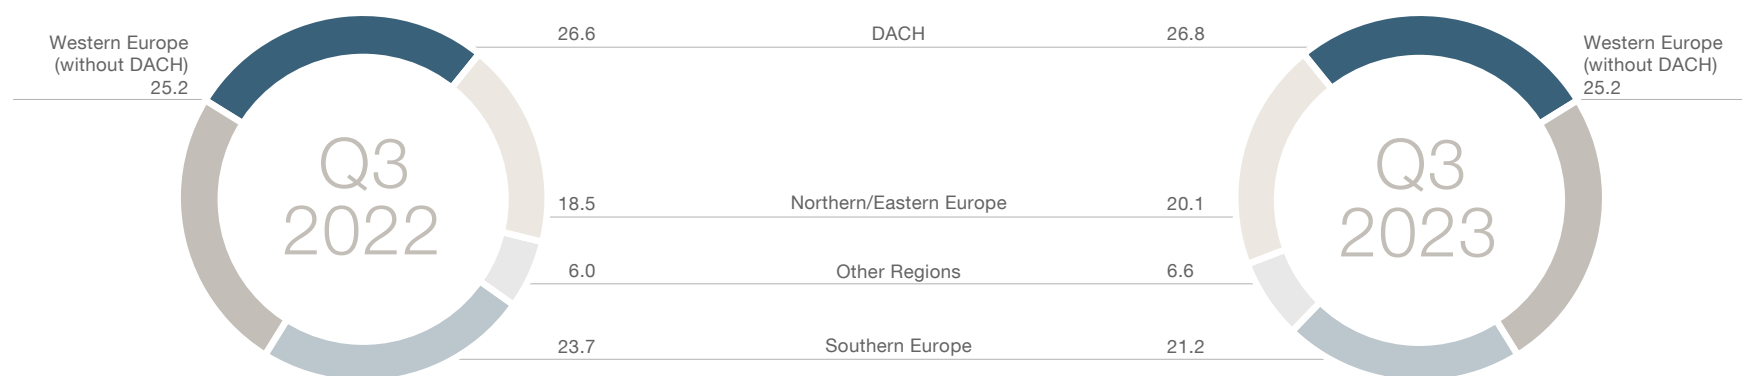 Western Europe
(without DACH)
25.2
Q3
2022
26.6 DACH 26.8
18.5 Northern/Eastern Europe 20.1
6.0 Other Regions 6.6
23.7 Southern Europe 21.2
Q3
2023
Western Europe
(without DACH)
25.2